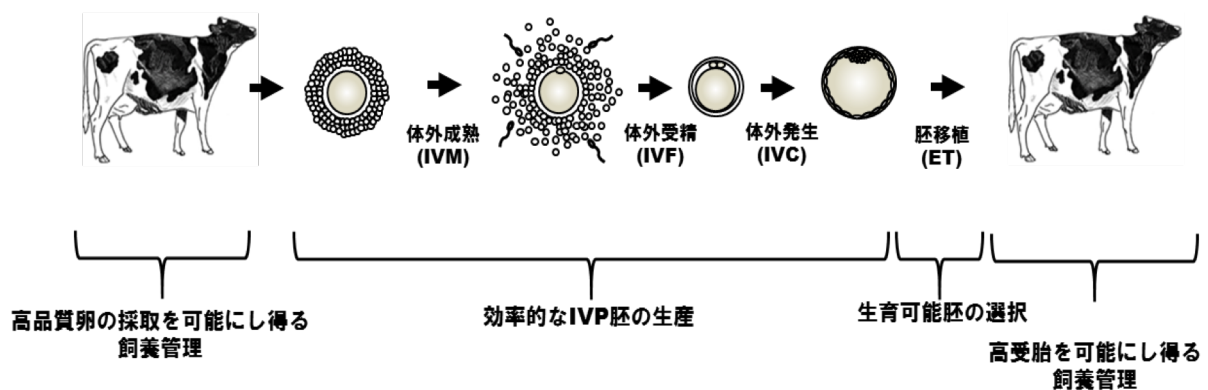 体外成熟
(IVM)
体外受精
(IVF)
体外発生
(IVC)
胚移植
(ET)
高品質卵の採取を可能にし得る
飼養管理
効率的なIVP胚の生産
生育可能胚の選択
高受胎を可能にし得る
飼養管理